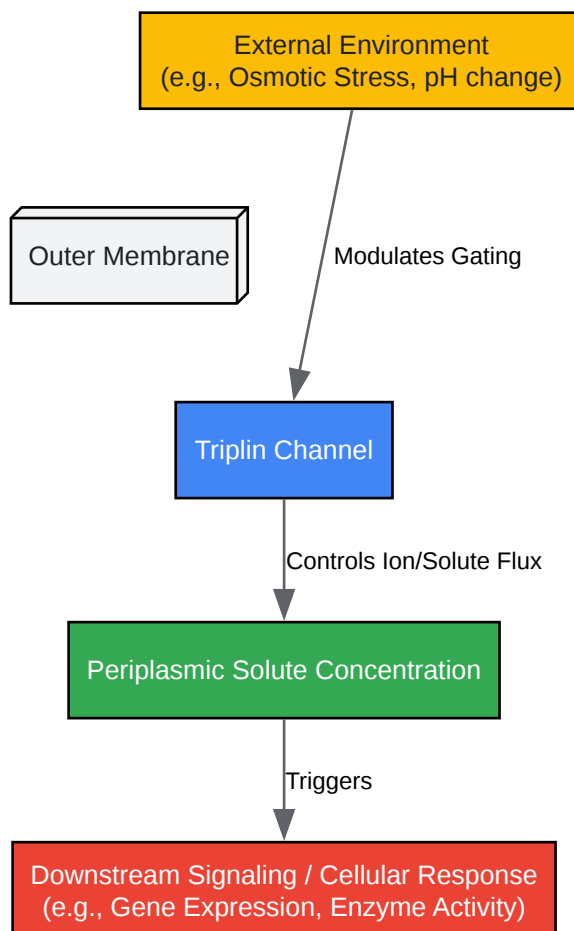 External Environment
(e.g., Osmotic Stress, pH change)
Outer Membrane
Modulates Gating
Triplin Channel
Controls Ion/Solute Flux
Periplasmic Solute Concentration
Triggers
Downstream Signaling / Cellular Response
(e.g., Gene Expression, Enzyme Activity)